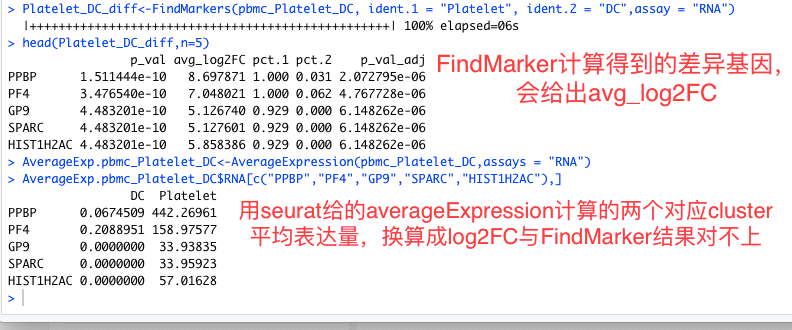 > Platelet_DC_diff<-FindMarkers(pbmc_Platelet_DC, ident.1 = "Platelet", ident.2 = "DC",assay = "RNA")
|++++++++++++++++++++++++++++++++++++++++++++++++++| 100% elapsed=06s
> head(Platelet_DC_diff,n=5)
p_val avg_log2FC pct.1 pct.2 p_val_adj
PPBP 1.511444e-10 8.697871 1.000 0.031 2.072795e-06
PF4 3.476540e-10 7.048021 1.000 0.062 4.767728e-06
GP9 4.483201e-10 5.126740 0.929 0.000 6.148262e-06
SPARC 4.483201e-10 5.127601 0.929 0.000 6.148262e-06
HIST1H2AC 4.483201e-10 5.858386 0.929 0.000 6.148262e-06
FindMarker计算得到的差异基因,
会给出avg_log2FC
> AverageExp.pbmc_Platelet_DC<-AverageExpression(pbmc_Platelet_DC,assays = "RNA")
> AverageExp.pbmc_Platelet_DC$RNA[c("PPBP","PF4","GP9","SPARC","HIST1H2AC"),]
DC Platelet
PPBP 0.0674509 442.26961
PF4 0.2088951 158.97577
GP9 0.0000000 33.93835
SPARC 0.0000000 33.95923
HIST1H2AC 0.0000000 57.01628
用seurat给的averageExpression计算的两个对应cluster
平均表达量，换算成log2FC与FindMarker结果对不上
>